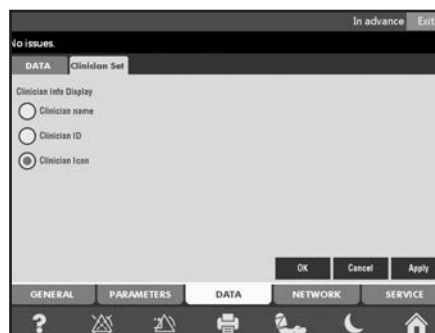 In advance Exit
No issues.
DATA Clinician Set
Clinician Info Display
Clinician name
Clinician ID
Clinician Icon
OK Cancel Apply
GENERAL PARAMETERS DATA NETWORK SERVICE
?